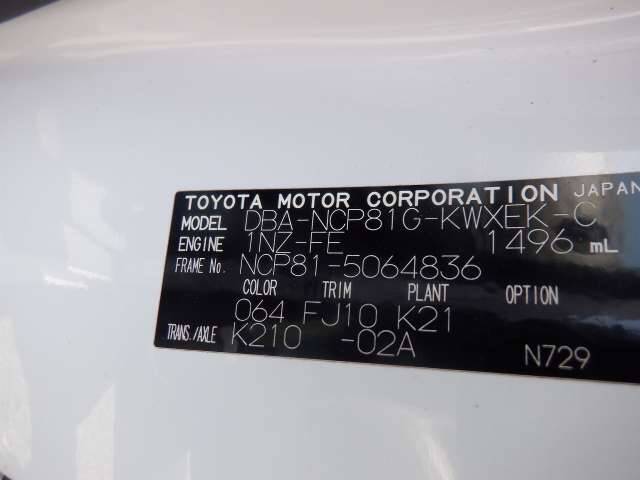 TOYOTA MOTOR CORPORATION JAPAN
MODEL DBA-NCP81G-KWXEK-C
ENGINE 1NZ-FE 1496 mL
FRAME No. NCP81-5064836
COLOR TRIM PLANT OPTION
064 FJ10 K21
TRANS./AXLE K210 -02A
N729